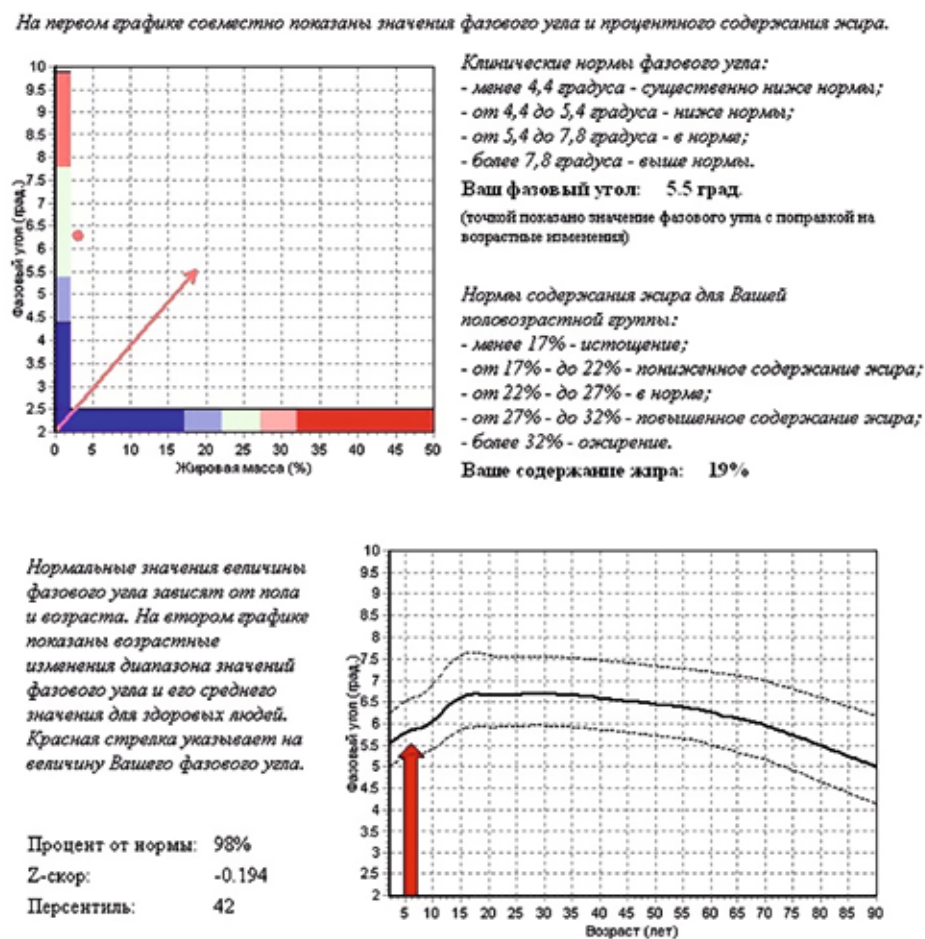 На первом графике совместно показаны значения фазового угла и процентного содержания жира.
Клинические нормы фазового угла:
- менее 4,4 градуса - существенно ниже нормы;
- от 4,4 до 5,4 градуса - ниже нормы;
- от 5,4 до 7,8 градуса - в норме;
- более 7,8 градуса - выше нормы.
Ваш фазовый угол: 5.5 град.
(точкой показано значение фазового угла с поправкой на
возрастные изменения)
Нормы содержания жира для Вашей
половозрастной группы:
- менее 17% - истощение;
- от 17% - до 22% - пониженное содержание жира;
- от 22% - до 27% - в норме;
- от 27% - до 32% - повышенное содержание жира;
- более 32% - ожирение.
Ваше содержание жира: 19%
Фазовый угол (град.)
10
9.5
9
8.5
8
7.5
7
6.5
6
5.5
5
4.5
4
3.5
3
2.5
2
0 5 10 15 20 25 30 35 40 45 50
Жировая масса (%)
Нормальные значения величины
фазового угла зависят от пола
и возраста. На втором графике
показаны возрастные
изменения диапазона значений
фазового угла и его среднего
значения для здоровых людей.
Красная стрелка указывает на
величину Вашего фазового угла.
Процент от нормы: 98%
Z-скор: -0.194
Персентиль: 42
Фазовый угол (град.)
10
9.5
9
8.5
8
7.5
7
6.5
6
5.5
5
4.5
4
3.5
3
2.5
2
5 10 15 20 25 30 35 40 45 50 55 60 65 70 75 80 85 90
Возраст (лет)